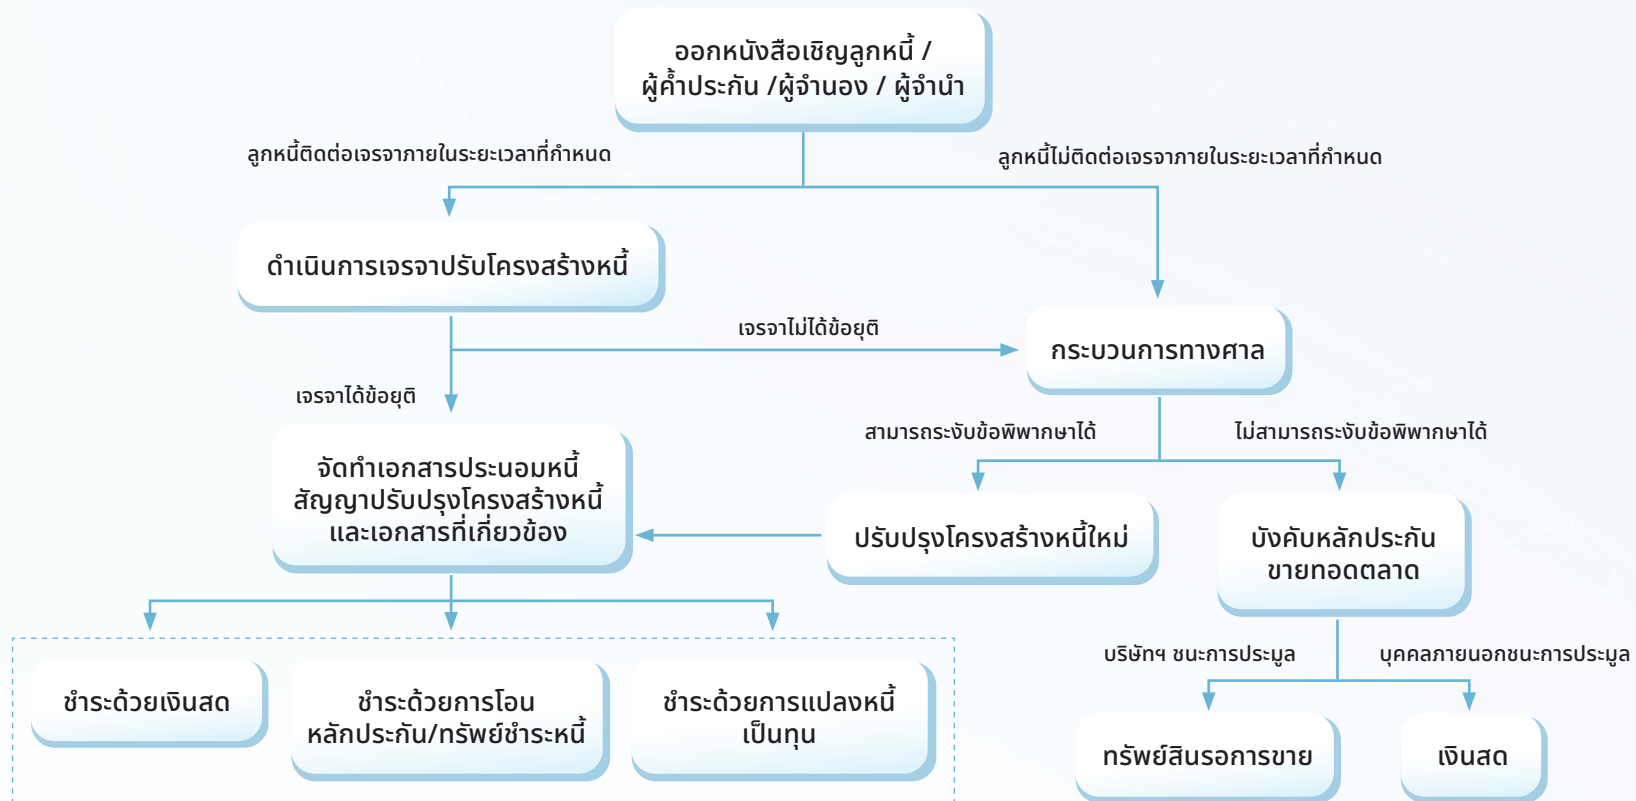 ออกหนังสือเชิญลูกหนี้ /
ผู้ค้ำประกัน /ผู้จำนอง / ผู้จำนำ
ลูกหนี้ติดต่อเจรจาภายในระยะเวลาที่กำหนด
ลูกหนี้ไม่ติดต่อเจรจาภายในระยะเวลาที่กำหนด
ดำเนินการเจรจาปรับโครงสร้างหนี้
เจรจาไม่ได้ข้อยุติ
กระบวนการทางศาล
เจรจาได้ข้อยุติ
สามารถระงับข้อพิพากษาได้
ไม่สามารถระงับข้อพิพากษาได้
จัดทำเอกสารประนอมหนี้
สัญญาปรับปรุงโครงสร้างหนี้
และเอกสารที่เกี่ยวข้อง
ปรับปรุงโครงสร้างหนี้ใหม่
บังคับหลักประกัน
ขายทอดตลาด
บริษัทฯ ชนะการประมูล
บุคคลภายนอกชนะการประมูล
ชำระด้วยเงินสด
ชำระด้วยการโอน
หลักประกัน/ทรัพย์ชำระหนี้
ชำระด้วยการแปลงหนี้
เป็นทุน
ทรัพย์สินรอการขาย
เงินสด